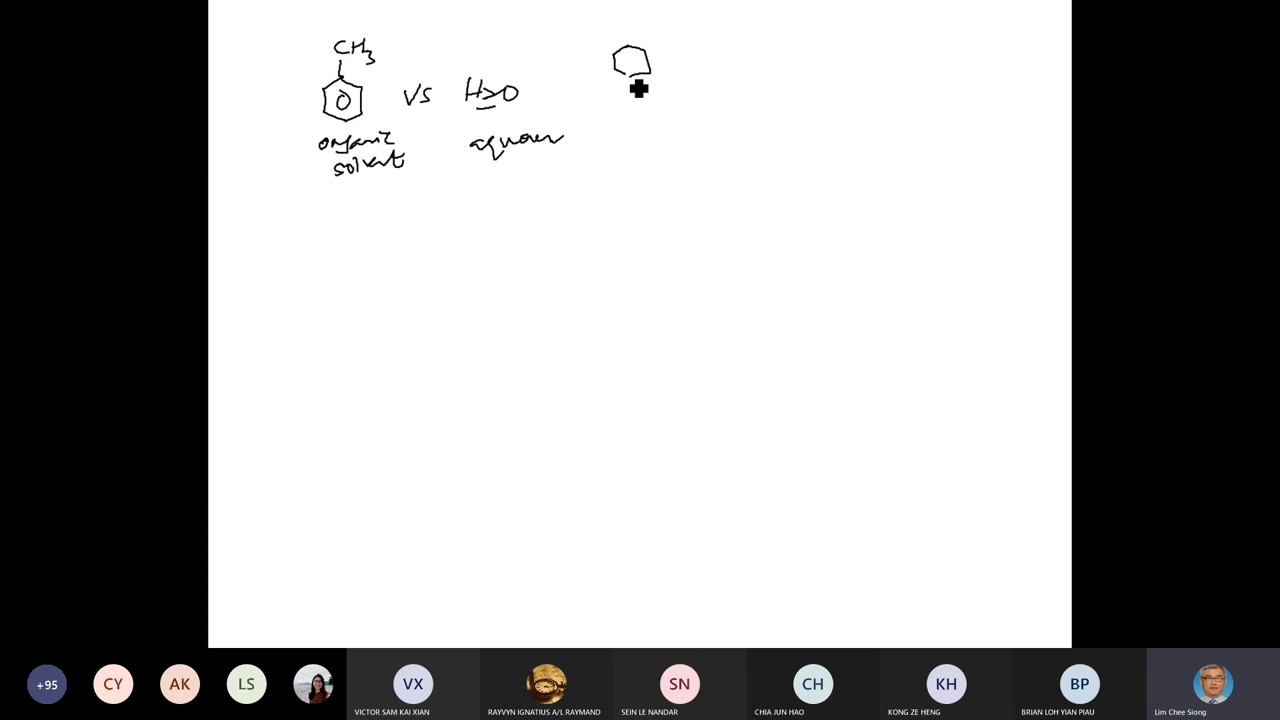 CH3
vs H2O
organic
solvent
aqueous
+95
CY
AK
LS
VX
SN
CH
KH
BP
VICTOR SAM KAI XIAN
RAYVYN IGNATIUS A/L RAYMAND
SEIN LE NANDAR
CHIA JUN HAO
KONG ZE HENG
BRIAN LOH YIAN PIAU
Lim Chee Siong